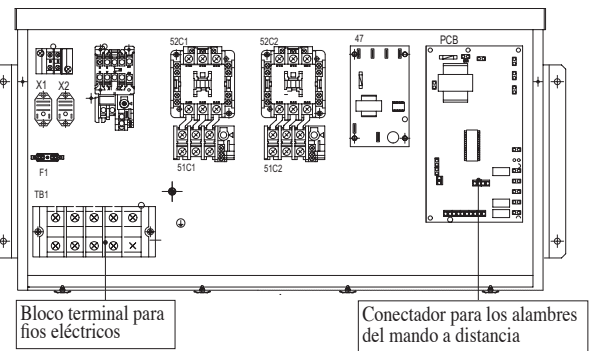 52C1 52C2 47 PCB
X1 X2
51C1 51C2
F1
TB1
Bloco terminal para
fios eléctricos
Conectador para los alambres
del mando a distancia